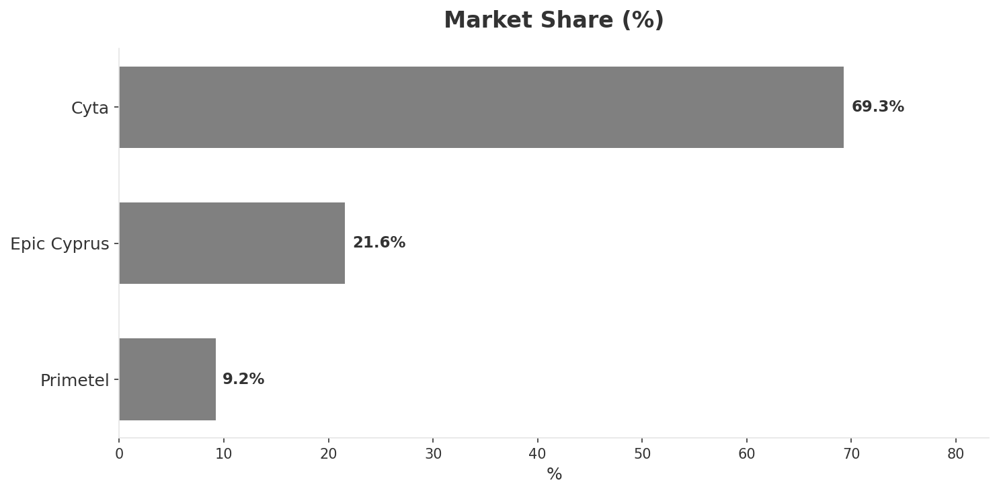 Market Share (%)
Cyta
69.3%
Epic Cyprus
21.6%
Primetel
9.2%
0 10 20 30 40 50 60 70 80
%